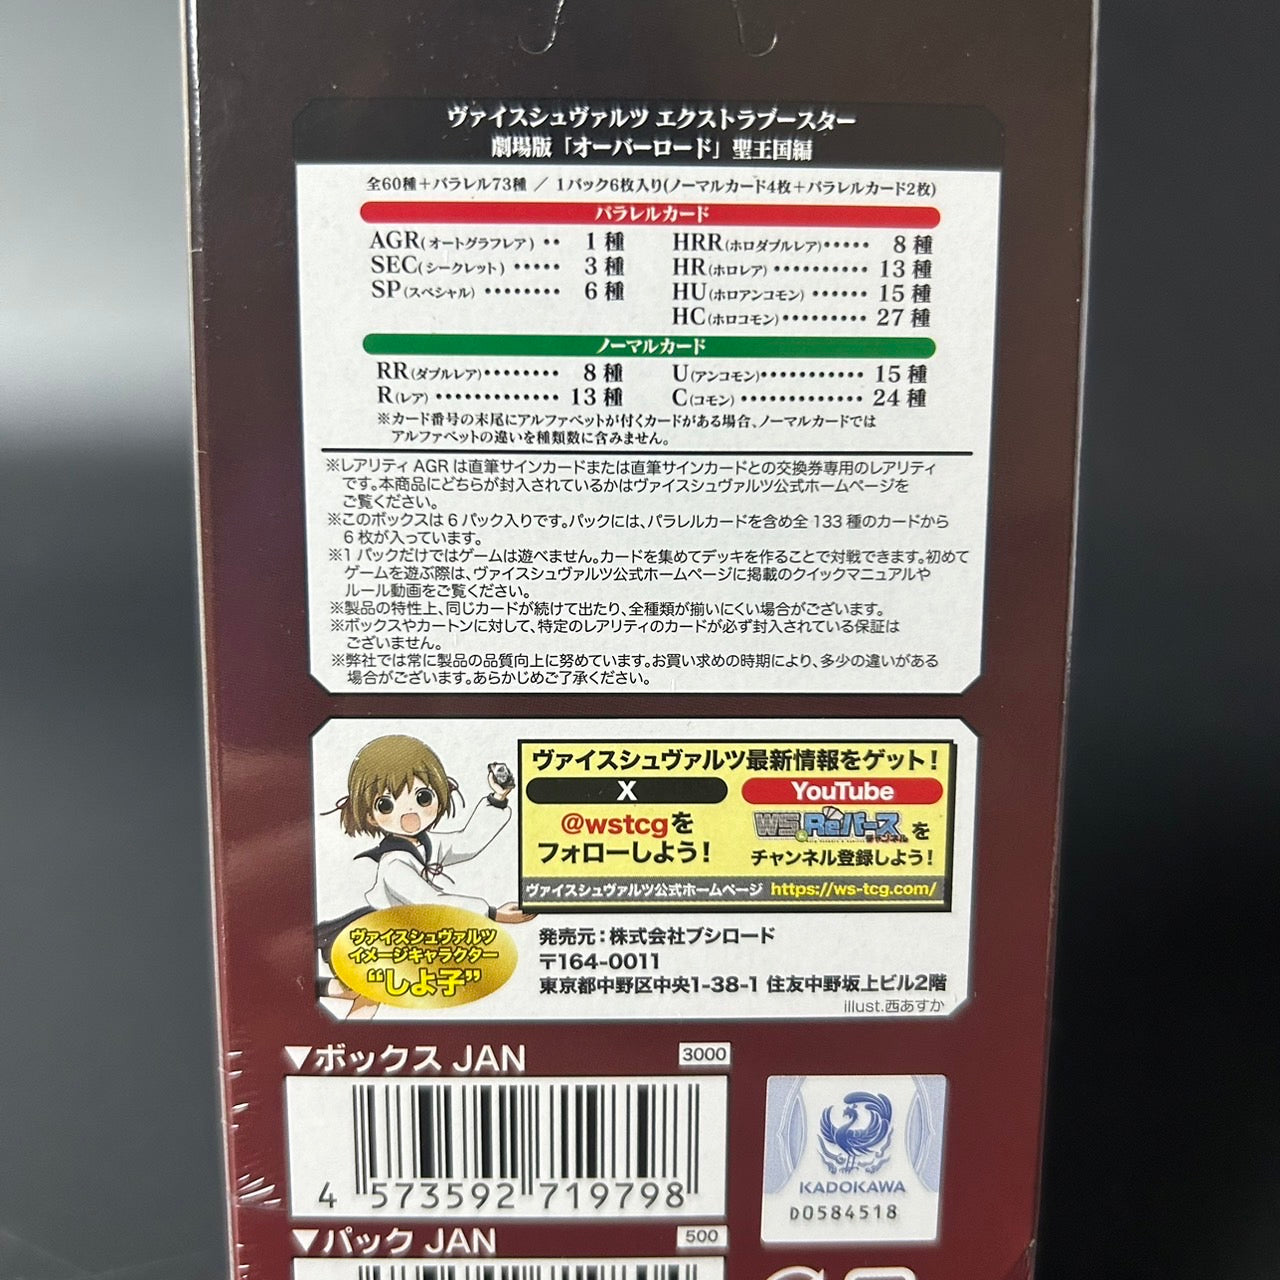 ヴァイスシュヴァルツ エクストラブースター
劇場版「オーバーロード」聖王国編
全60種+パラレル73種 / 1パック6枚入り(ノーマルカード4枚+パラレルカード2枚)
パラレルカード
AGR(オートグラフレア)‥ 1種
SEC(シークレット)‥‥‥ 3種
SP(スペシャル)‥‥‥‥ 6種
HRR(ホロダブルレア)‥‥‥ 8種
HR(ホロレア)‥‥‥‥‥ 13種
HU(ホロアンコモン)‥‥‥ 15種
HC(ホロコモン)‥‥‥‥‥ 27種
ノーマルカード
RR(ダブルレア)‥‥‥‥ 8種
R(レア)‥‥‥‥‥‥‥ 13種
U(アンコモン)‥‥‥‥‥‥ 15種
C(コモン)‥‥‥‥‥‥‥ 24種
※カード番号の末尾にアルファベットが付くカードがある場合、ノーマルカードでは
アルファベットの違いを種類数に含みません。
※レアリティ AGR は直筆サインカードまたは直筆サインカードとの交換券専用のレアリティ
です。本商品にどちらが封入されているかはヴァイスシュヴァルツ公式ホームページを
ご覧ください。
※このボックスは6パック入りです。パックには、パラレルカードを含め全133種のカードから
6枚が入っています。
※1パックだけではゲームは遊べません。カードを集めてデッキを作ることで対戦できます。初めて
ゲームを遊ぶ際は、ヴァイスシュヴァルツ公式ホームページに掲載のクイックマニュアルや
ルール動画をご覧ください。
※製品の特性上、同じカードが続けて出たり、全種類が揃いにくい場合がございます。
※ボックスやカートンに対して、特定のレアリティのカードが必ず封入されている保証は
ございません。
※弊社では常に製品の品質向上に努めています。お買い求めの時期により、多少の違いがある
場合がございます。あらかじめご了承ください。
ヴァイスシュヴァルツ最新情報をゲット!
X
@wstcgを
フォローしよう!
YouTube
WS&Reバース
チャンネル
を
チャンネル登録しよう!
ヴァイスシュヴァルツ公式ホームページ https://ws-tcg.com/
ヴァイスシュヴァルツ
イメージキャラクター
“しよ子”
発売元:株式会社ブシロード
〒164-0011
東京都中野区中央1-38-1 住友中野坂上ビル2階
illust.西あすか
▼ボックス JAN
3000
4 573592 719798
KADOKAWA
D0584518
▼パック JAN
500